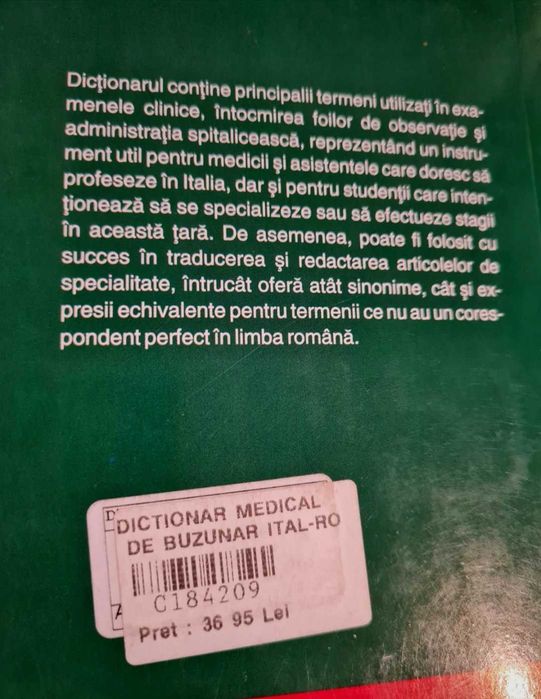 Dicţionarul conţine principalii termeni utilizaţi în exa-
menele clinice, întocmirea foilor de observaţie şi
administraţia spitalicească, reprezentând un instru-
ment util pentru medicii şi asistentele care doresc să
profeseze în Italia, dar şi pentru studenţii care inten-
ţionează să se specializeze sau să efectueze stagii
în această ţară. De asemenea, poate fi folosit cu
succes în traducerea şi redactarea articolelor de
specialitate, întrucât oferă atât sinonime, cât şi ex-
presii echivalente pentru termenii ce nu au un cores-
pondent perfect în limba română.
DICTIONAR MEDICAL
DE BUZUNAR ITAL-RO
C184209
Pret : 36 95 Lei